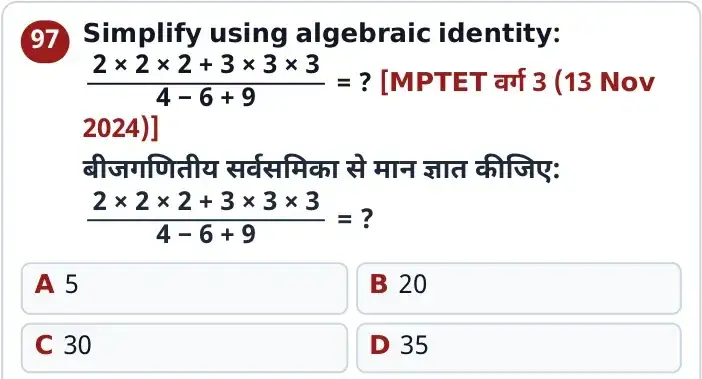 97 Simplify using algebraic identity:
2 × 2 × 2 + 3 × 3 × 3
4 − 6 + 9
= ? [MPTET वर्ग 3 (13 Nov
2024)]
बीजगणितीय सर्वसमिका से मान ज्ञात कीजिए:
2 × 2 × 2 + 3 × 3 × 3
4 − 6 + 9
= ?
A 5
B 20
C 30
D 35